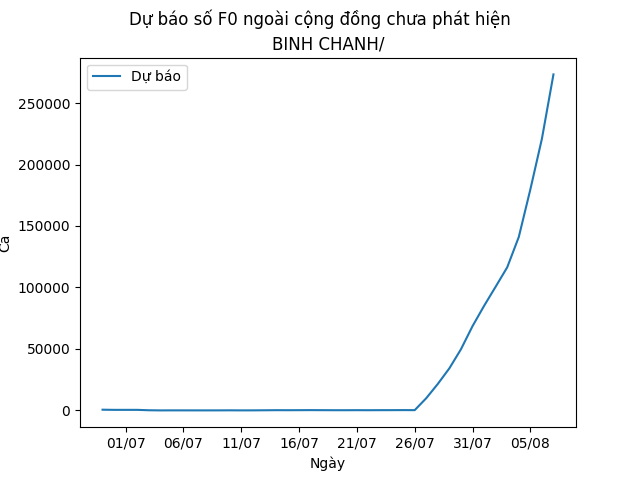 Dự báo số F0 ngoài cộng đồng chưa phát hiện
BINH CHANH/
Dự báo
250000
200000
150000
100000
50000
0
Ca
01/07 06/07 11/07 16/07 21/07 26/07 31/07 05/08
Ngày